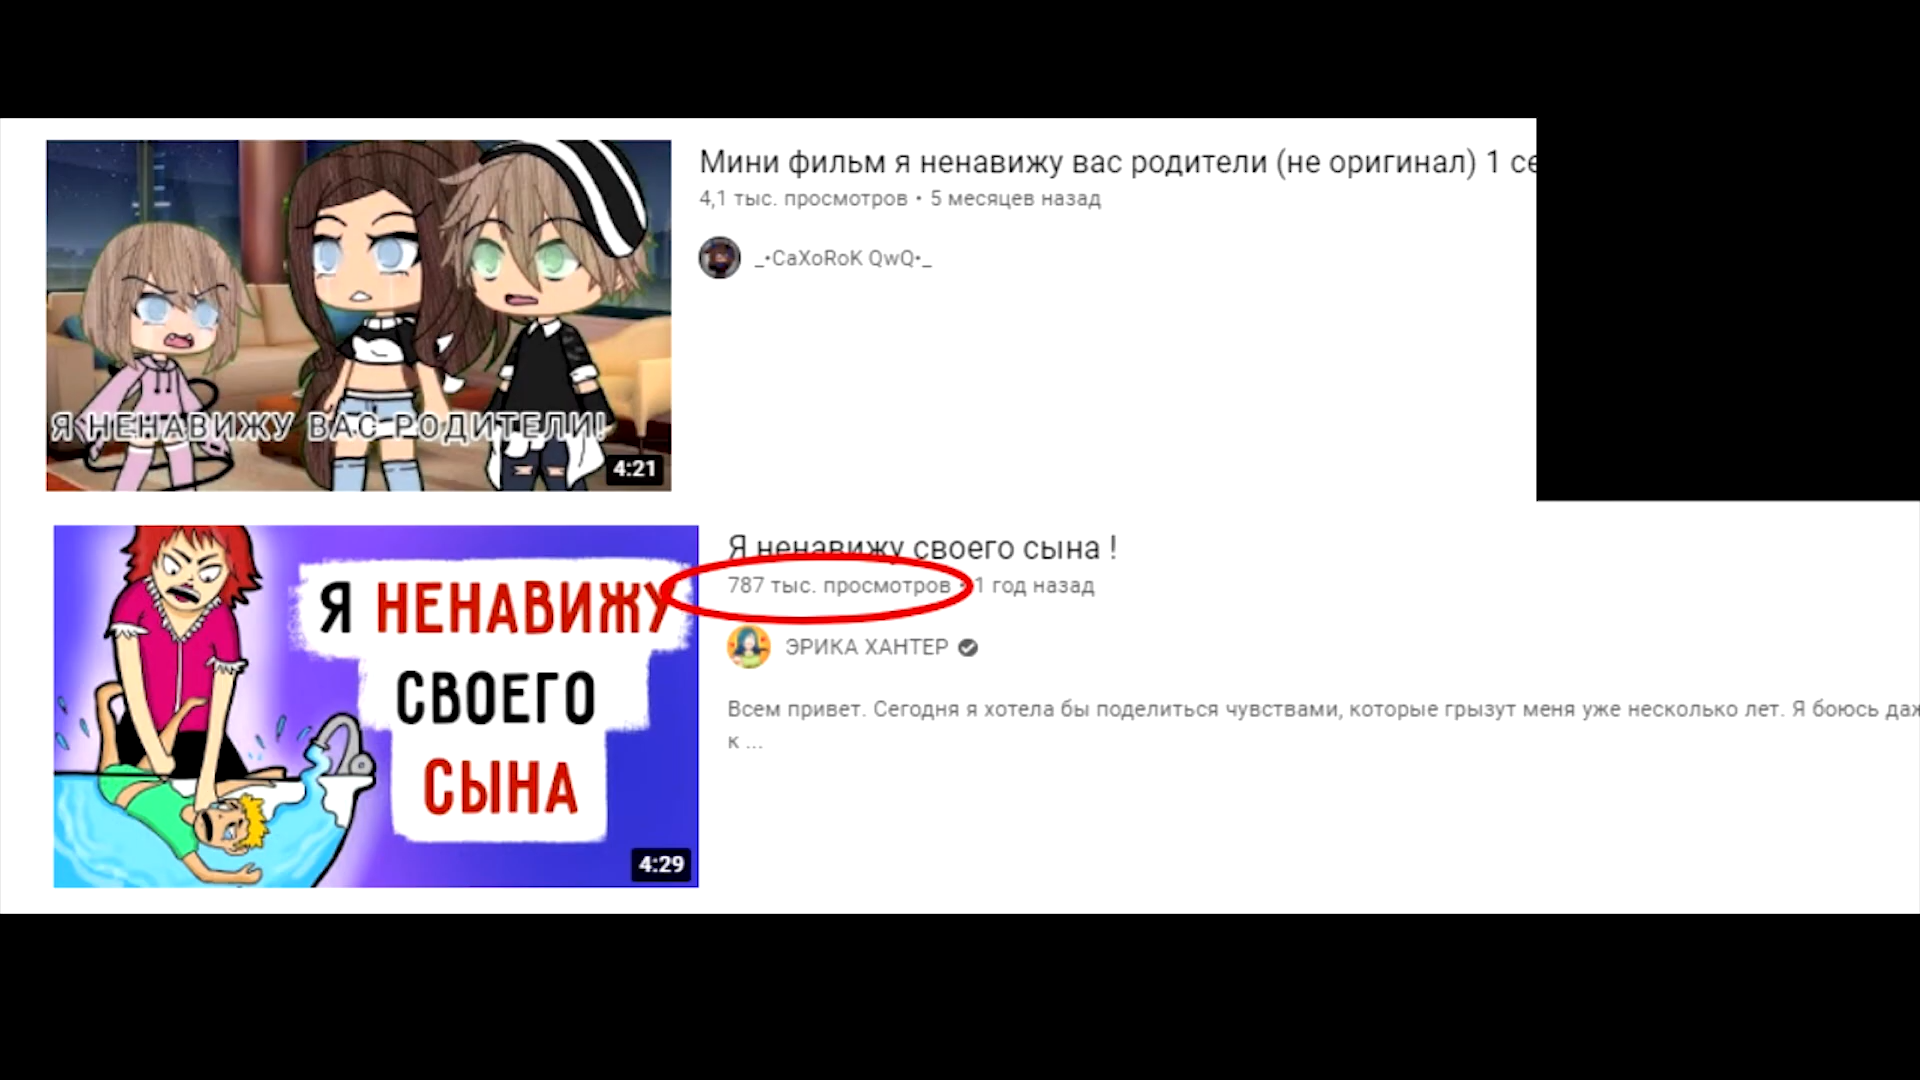 Мини фильм я ненавижу вас родители (не оригинал) 1 се
4,1 тыс. просмотров • 5 месяцев назад
_•CaXoRoK QwQ•_
Я НЕНАВИЖУ ВАС РОДИТЕЛИ!
4:21
Я ненавижу своего сына !
787 тыс. просмотров • 1 год назад
ЭРИКА ХАНТЕР
Всем привет. Сегодня я хотела бы поделиться чувствами, которые грызут меня уже несколько лет. Я боюсь даж
к ...
Я НЕНАВИЖУ
СВОЕГО
СЫНА
4:29